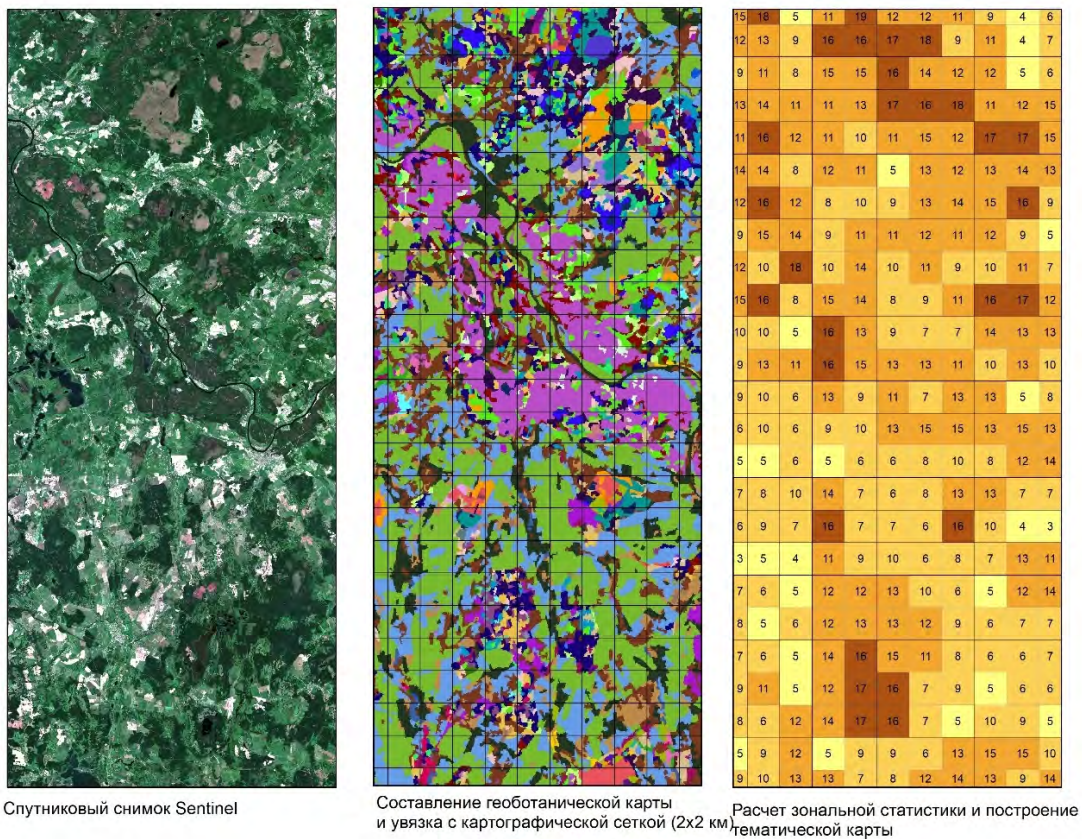 15 18 5 11 19 12 12 11 9 4 6
12 13 9 16 16 17 18 9 11 4 7
9 11 8 15 15 16 14 12 12 5 6
13 14 11 11 13 17 16 18 11 12 15
11 16 12 11 10 11 15 12 17 17 15
14 14 8 12 11 5 13 12 13 14 13
12 16 12 8 10 9 13 14 15 16 9
9 15 14 9 11 11 12 11 12 9 5
12 10 18 10 14 10 11 9 10 11 7
15 16 8 15 14 8 9 11 16 17 12
10 10 5 16 13 9 7 7 14 13 13
9 13 11 16 15 13 13 11 10 13 10
9 10 6 13 9 11 7 13 13 5 8
6 10 6 9 10 13 15 15 13 15 13
5 5 6 5 6 6 8 10 8 12 14
7 8 10 14 7 6 8 13 13 7 7
6 9 7 16 7 7 6 16 10 4 3
3 5 4 11 9 10 6 8 7 13 11
7 6 5 12 12 13 10 6 5 12 14
8 5 6 12 13 13 12 9 6 7 7
7 6 5 14 16 15 11 8 6 6 7
9 11 5 12 17 16 7 9 5 6 6
8 6 12 14 17 16 7 5 10 9 5
5 9 12 5 9 9 6 13 15 15 10
9 10 13 13 7 8 12 14 13 9 14
Спутниковый снимок Sentinel
Составление геоботанической карты
и увязка с картографической сеткой (2х2 км)
Расчет зональной статистики и построение
тематической карты